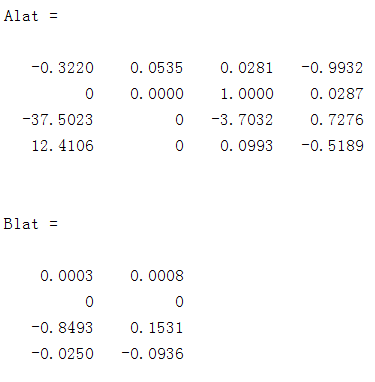 Alat =
-0.3220 0.0535 0.0281 -0.9932
0 0.0000 1.0000 0.0287
-37.5023 0 -3.7032 0.7276
12.4106 0 0.0993 -0.5189
Blat =
0.0003 0.0008
0 0
-0.8493 0.1531
-0.0250 -0.0936